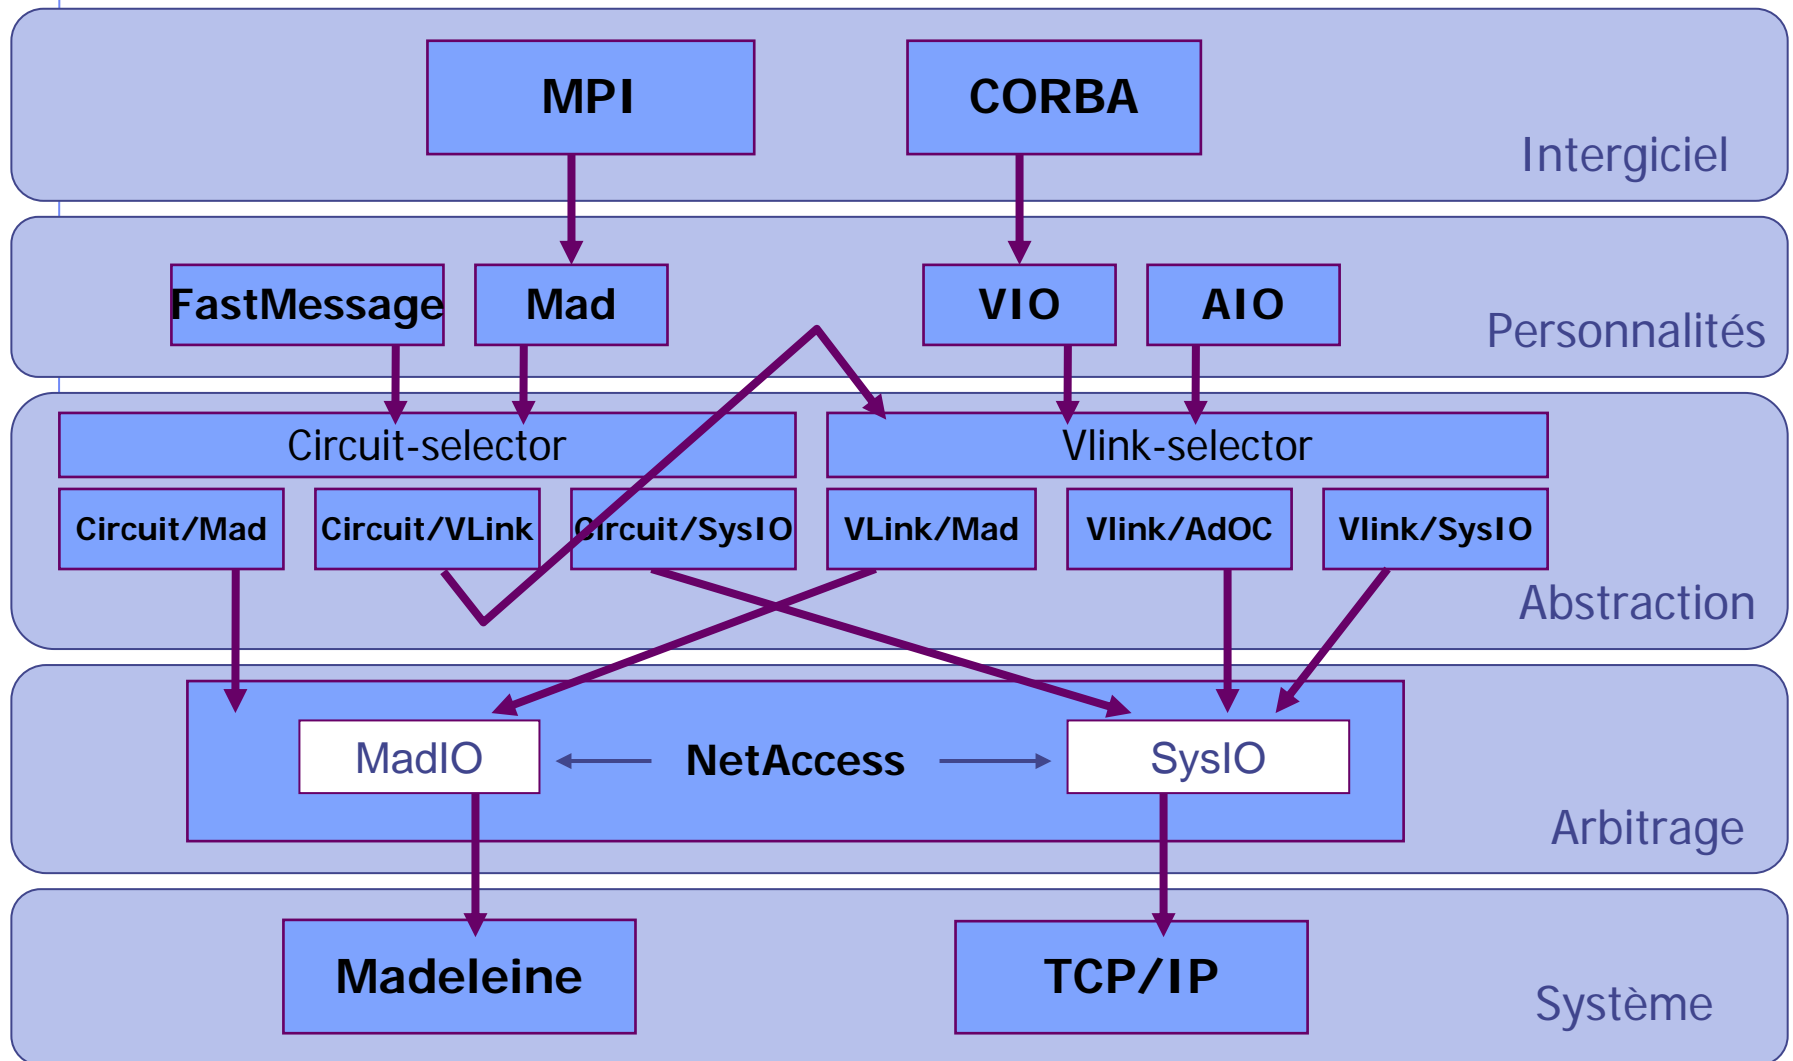 MPI
CORBA
Intergiciel
FastMessage
Mad
VIO
AIO
Personnalités
Circuit-selector
Vlink-selector
Circuit/Mad
Circuit/VLink
Circuit/SysIO
VLink/Mad
Vlink/AdOC
Vlink/SysIO
Abstraction
MadIO
NetAccess
SysIO
Arbitrage
Madeleine
TCP/IP
Système